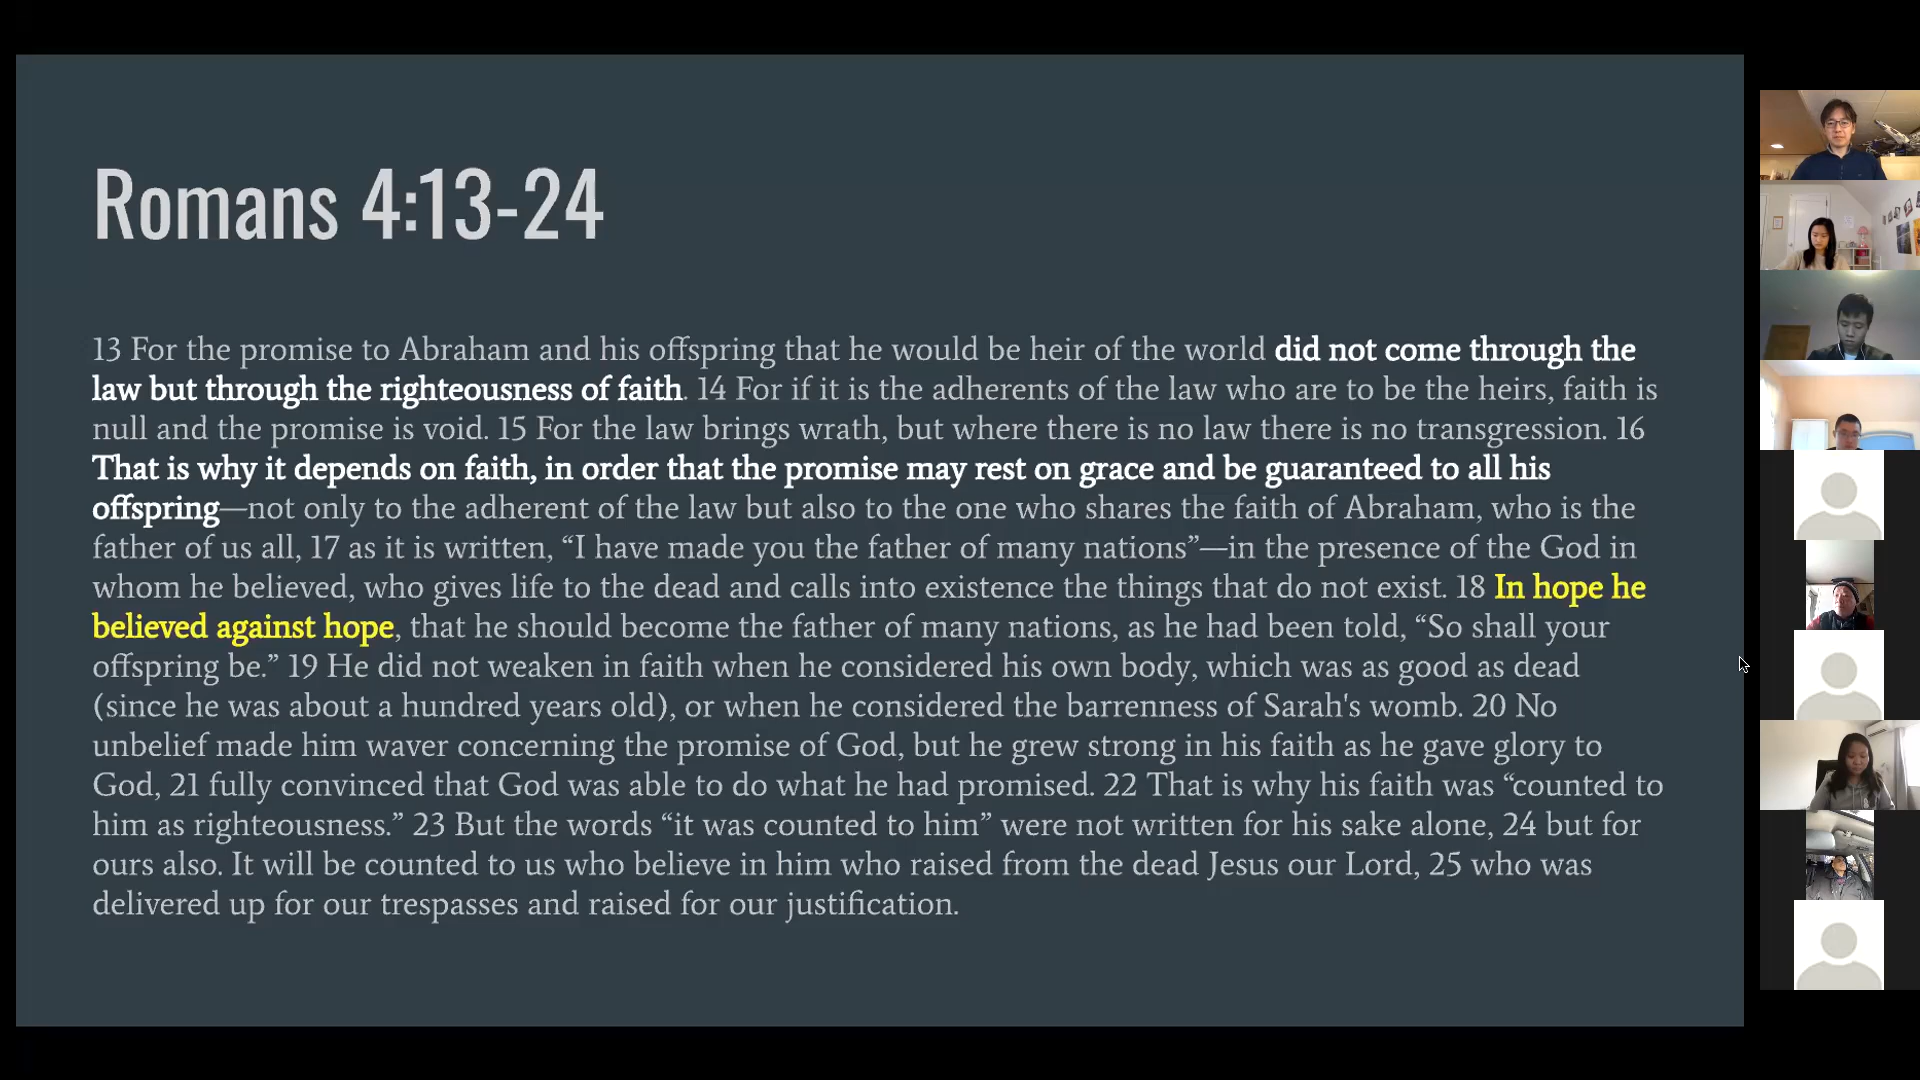 Romans 4:13-24
13 For the promise to Abraham and his offspring that he would be heir of the world did not come through the
law but through the righteousness of faith. 14 For if it is the adherents of the law who are to be the heirs, faith is
null and the promise is void. 15 For the law brings wrath, but where there is no law there is no transgression. 16
That is why it depends on faith, in order that the promise may rest on grace and be guaranteed to all his
offspring—not only to the adherent of the law but also to the one who shares the faith of Abraham, who is the
father of us all, 17 as it is written, “I have made you the father of many nations”—in the presence of the God in
whom he believed, who gives life to the dead and calls into existence the things that do not exist. 18 In hope he
believed against hope, that he should become the father of many nations, as he had been told, “So shall your
offspring be.” 19 He did not weaken in faith when he considered his own body, which was as good as dead
(since he was about a hundred years old), or when he considered the barrenness of Sarah's womb. 20 No
unbelief made him waver concerning the promise of God, but he grew strong in his faith as he gave glory to
God, 21 fully convinced that God was able to do what he had promised. 22 That is why his faith was “counted to
him as righteousness.” 23 But the words “it was counted to him” were not written for his sake alone, 24 but for
ours also. It will be counted to us who believe in him who raised from the dead Jesus our Lord, 25 who was
delivered up for our trespasses and raised for our justification.